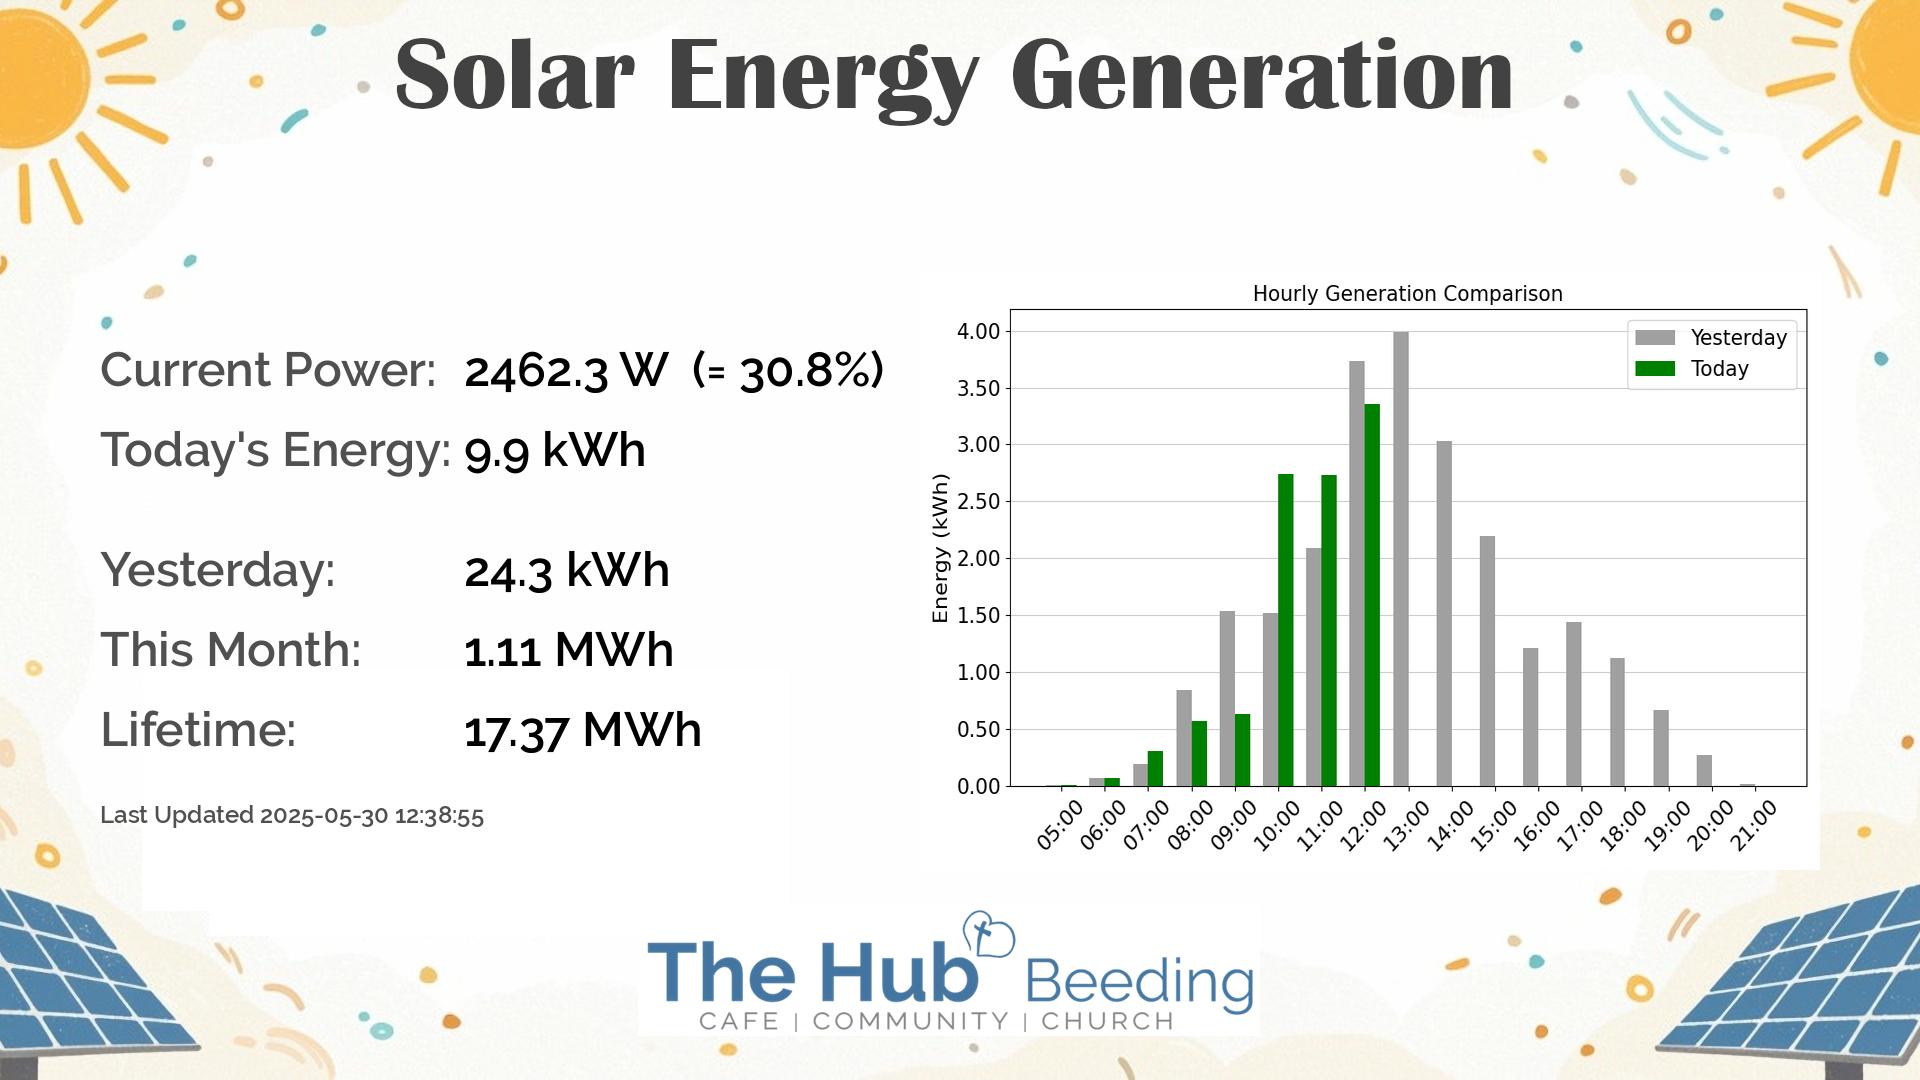 Solar Energy Generation
Current Power: 2462.3 W (= 30.8%)
Today's Energy: 9.9 kWh
Yesterday: 24.3 kWh
This Month: 1.11 MWh
Lifetime: 17.37 MWh
Last Updated 2025-05-30 12:38:55
Hourly Generation Comparison
Yesterday
Today
Energy (kWh)
4.00
3.50
3.00
2.50
2.00
1.50
1.00
0.50
0.00
05:00 06:00 07:00 08:00 09:00 10:00 11:00 12:00 13:00 14:00 15:00 16:00 17:00 18:00 19:00 20:00 21:00
The Hub Beeding
CAFE | COMMUNITY | CHURCH